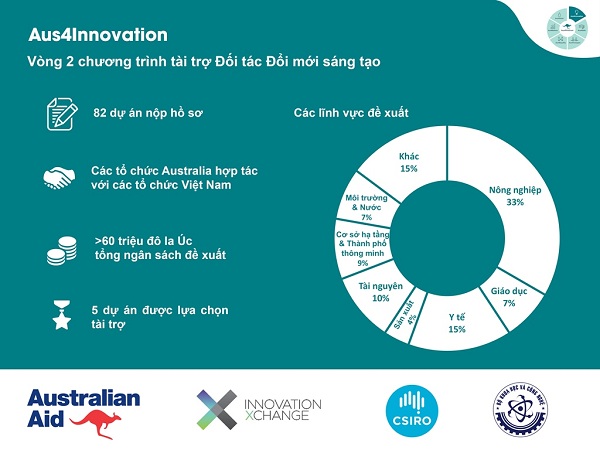 Aus4Innovation
Vòng 2 chương trình tài trợ Đối tác Đổi mới sáng tạo
82 dự án nộp hồ sơ
Các tổ chức Australia hợp tác
với các tổ chức Việt Nam
>60 triệu đô la Úc
tổng ngân sách đề xuất
5 dự án được lựa chọn
tài trợ
Các lĩnh vực đề xuất
Khác
15%
Nông nghiệp
33%
Môi trường
& Nước
7%
Cơ sở hạ tầng
& Thành phố
thông minh
9%
Tài nguyên
10%
Sản xuất
4%
Y tế
15%
Giáo dục
7%
Australian
Aid
INNOVATION
XCHANGE
CSIRO
BỘ KHOA HỌC VÀ CÔNG NGHỆ